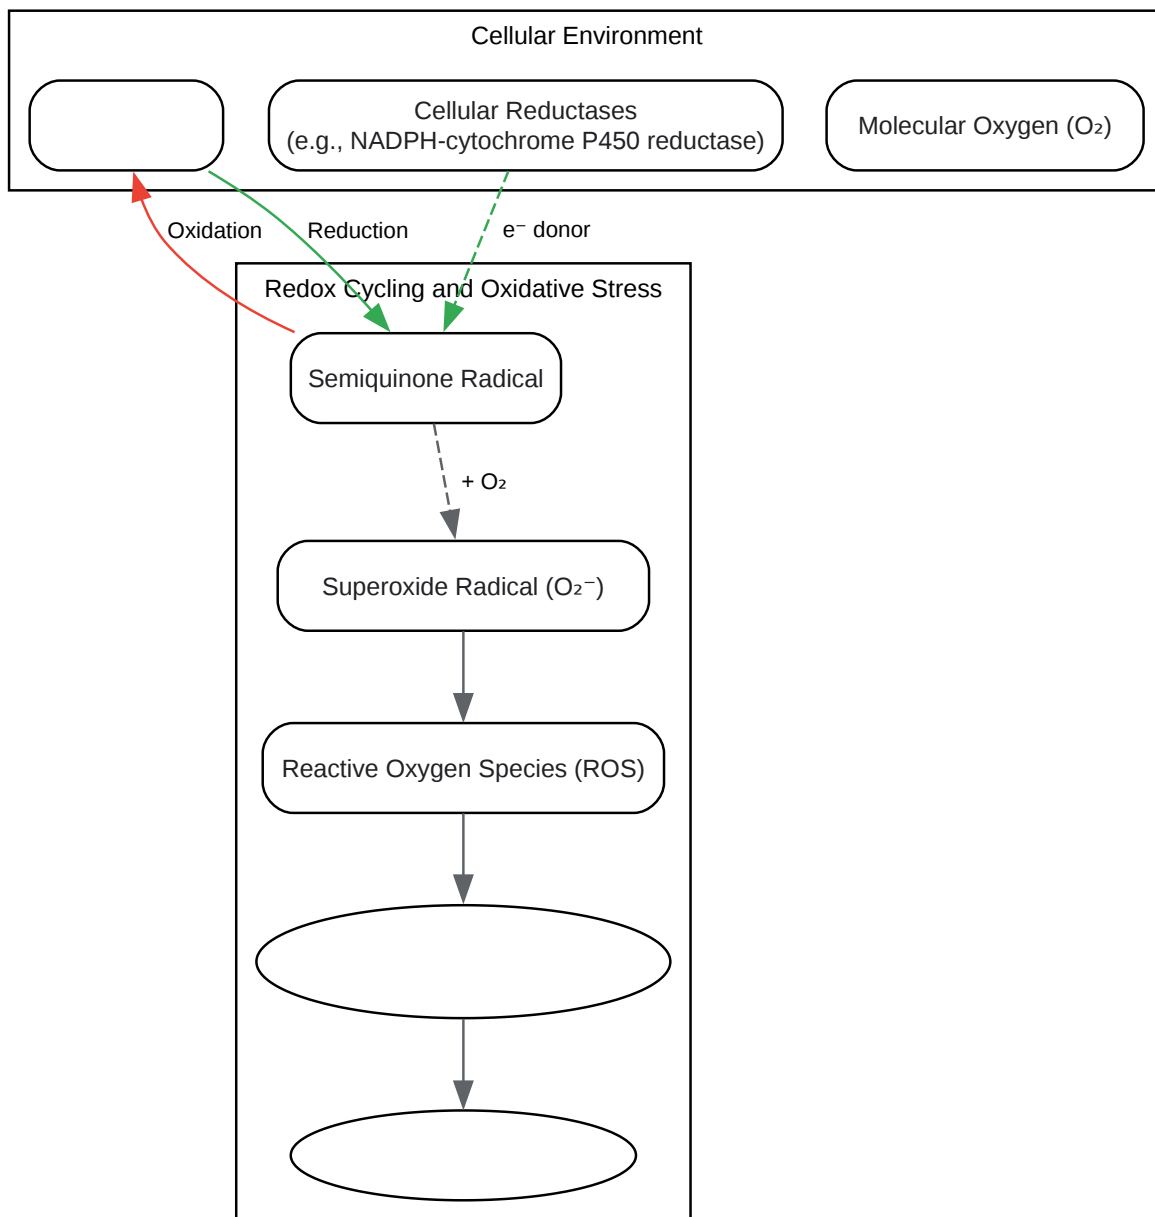 Cellular Environment
Cellular Reductases
(e.g., NADPH-cytochrome P450 reductase)
Molecular Oxygen (O₂)
Oxidation
Reduction
e⁻ donor
Redox Cycling and Oxidative Stress
Semiquinone Radical
+ O₂
Superoxide Radical (O₂⁻)
Reactive Oxygen Species (ROS)